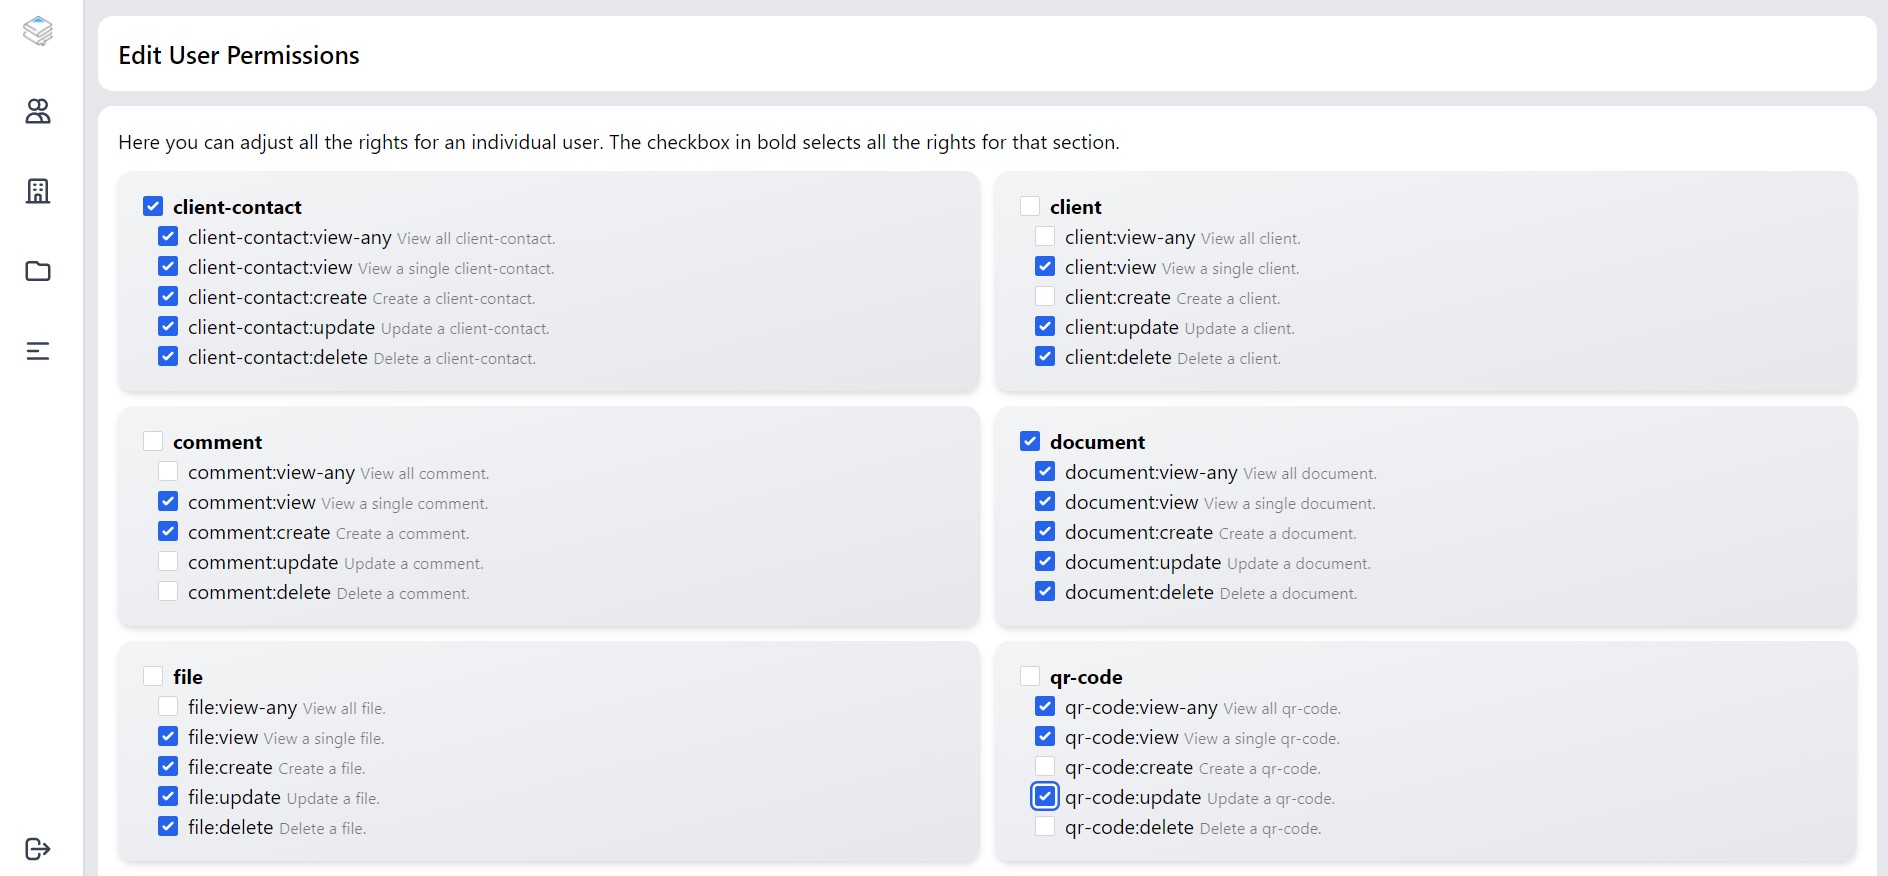 Edit User Permissions
Here you can adjust all the rights for an individual user. The checkbox in bold selects all the rights for that section.
client-contact
client-contact:view-any View all client-contact.
client-contact:view View a single client-contact.
client-contact:create Create a client-contact.
client-contact:update Update a client-contact.
client-contact:delete Delete a client-contact.
client
client:view-any View all client.
client:view View a single client.
client:create Create a client.
client:update Update a client.
client:delete Delete a client.
comment
comment:view-any View all comment.
comment:view View a single comment.
comment:create Create a comment.
comment:update Update a comment.
comment:delete Delete a comment.
document
document:view-any View all document.
document:view View a single document.
document:create Create a document.
document:update Update a document.
document:delete Delete a document.
file
file:view-any View all file.
file:view View a single file.
file:create Create a file.
file:update Update a file.
file:delete Delete a file.
qr-code
qr-code:view-any View all qr-code.
qr-code:view View a single qr-code.
qr-code:create Create a qr-code.
qr-code:update Update a qr-code.
qr-code:delete Delete a qr-code.